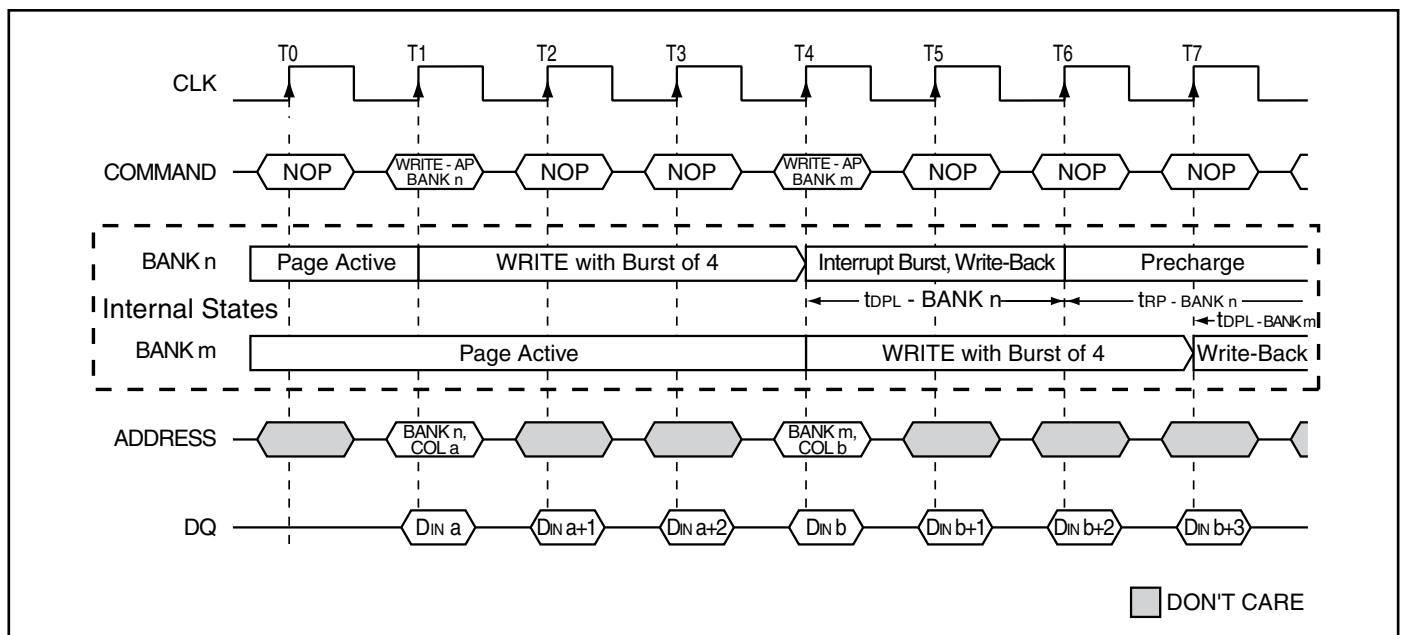 T0 T1 T2 T3 T4 T5 T6 T7
CLK
COMMAND NOP WRITE - AP BANK n NOP NOP WRITE - AP BANK m NOP NOP NOP
BANK n Page Active WRITE with Burst of 4 Interrupt Burst, Write-Back Precharge
Internal States tDPL - BANK n tRP - BANK n
tDPL - BANK m
BANK m Page Active WRITE with Burst of 4 Write-Back
ADDRESS BANK n, COL a BANK m, COL b
DQ DIN a DIN a+1 DIN a+2 DIN b DIN b+1 DIN b+2 DIN b+3
DON'T CARE